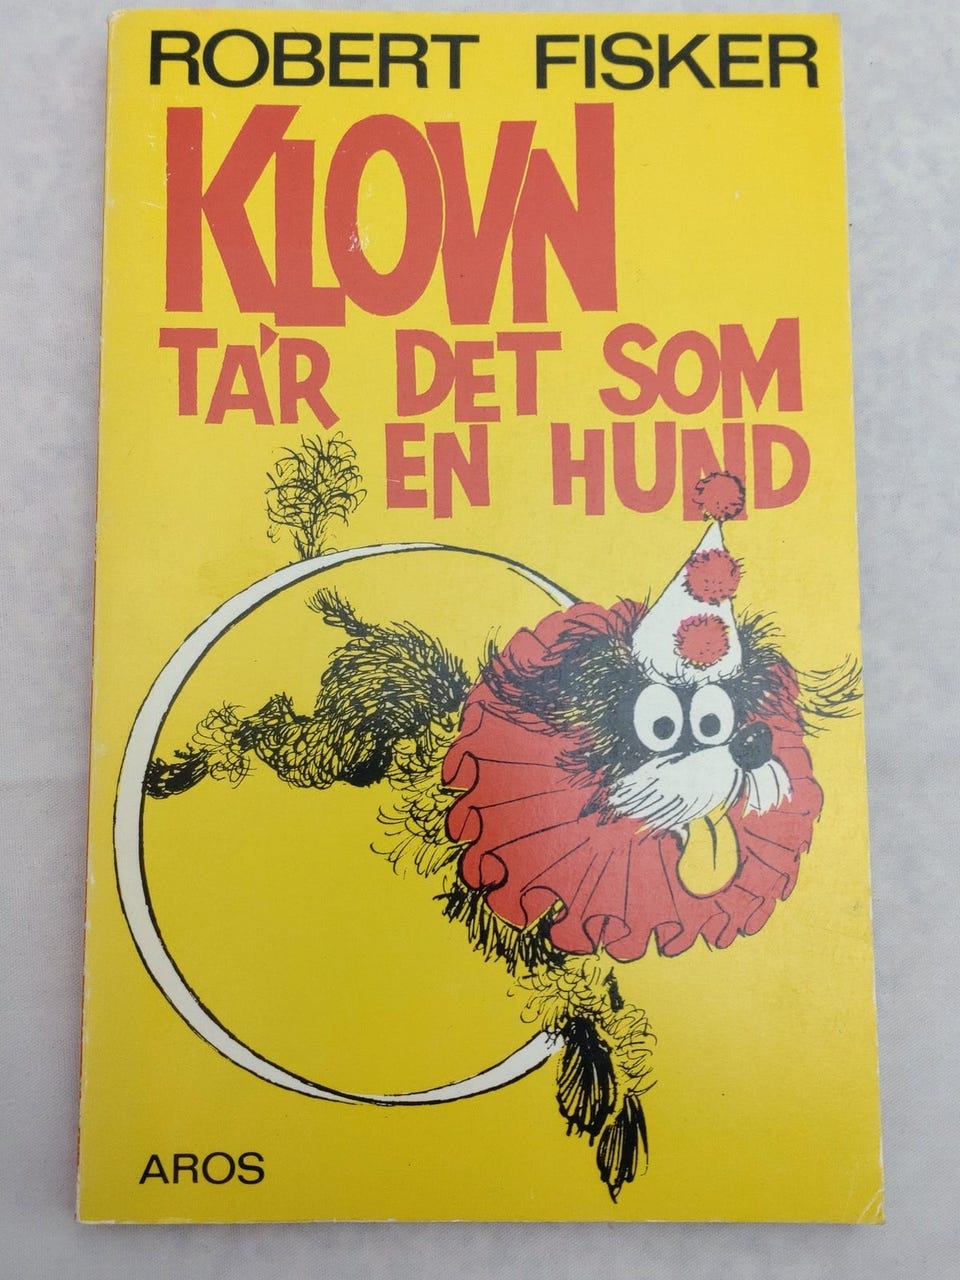 ROBERT FISKER
KLOVN
TA'R DET SOM
EN HUND
AROS